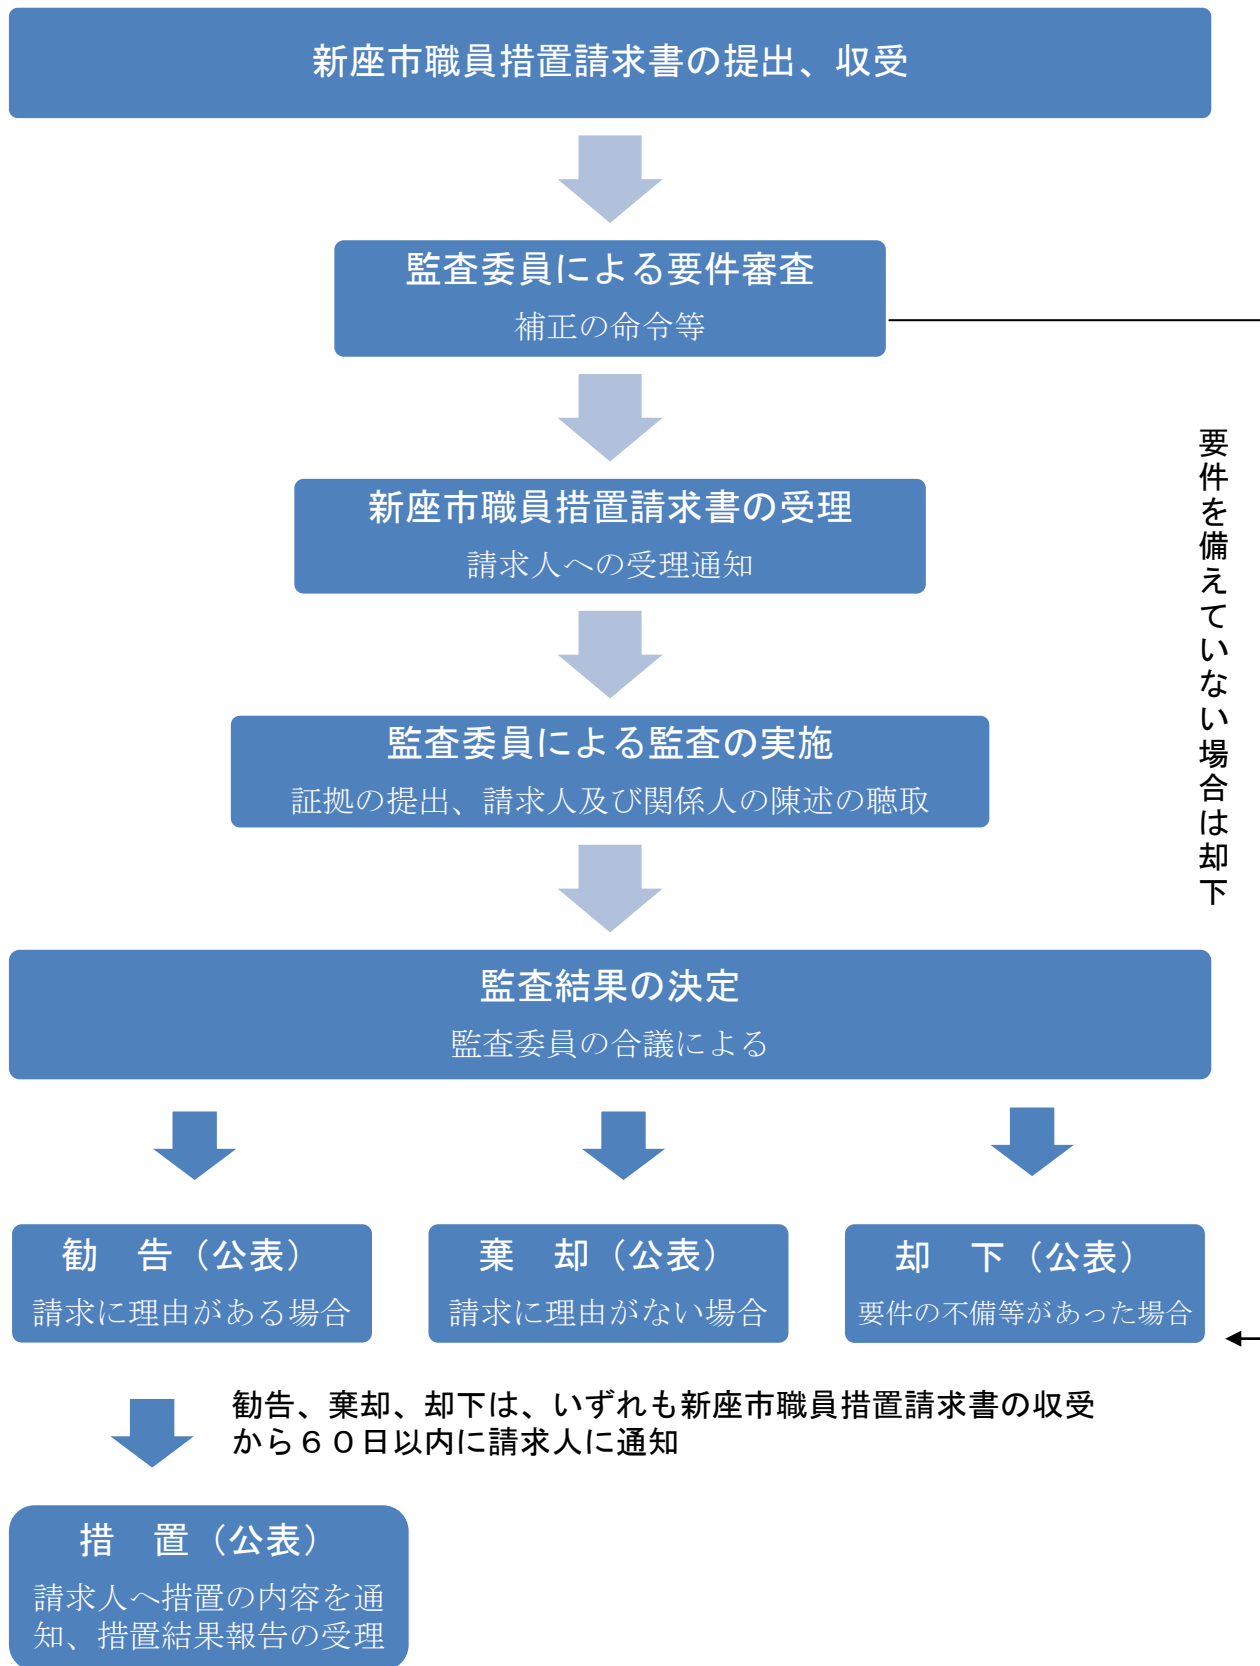 新座市職員措置請求書の提出、収受
監査委員による要件審査
補正の命令等
新座市職員措置請求書の受理
請求人への受理通知
要件を備えていない場合は却下
監査委員による監査の実施
証拠の提出、請求人及び関係人の陳述の聴取
監査結果の決定
監査委員の合議による
勧　告（公表）
請求に理由がある場合
棄　却（公表）
請求に理由がない場合
却　下（公表）
要件の不備等があった場合
勧告、棄却、却下は、いずれも新座市職員措置請求書の収受
から６０日以内に請求人に通知
措　置（公表）
請求人へ措置の内容を通
知、措置結果報告の受理